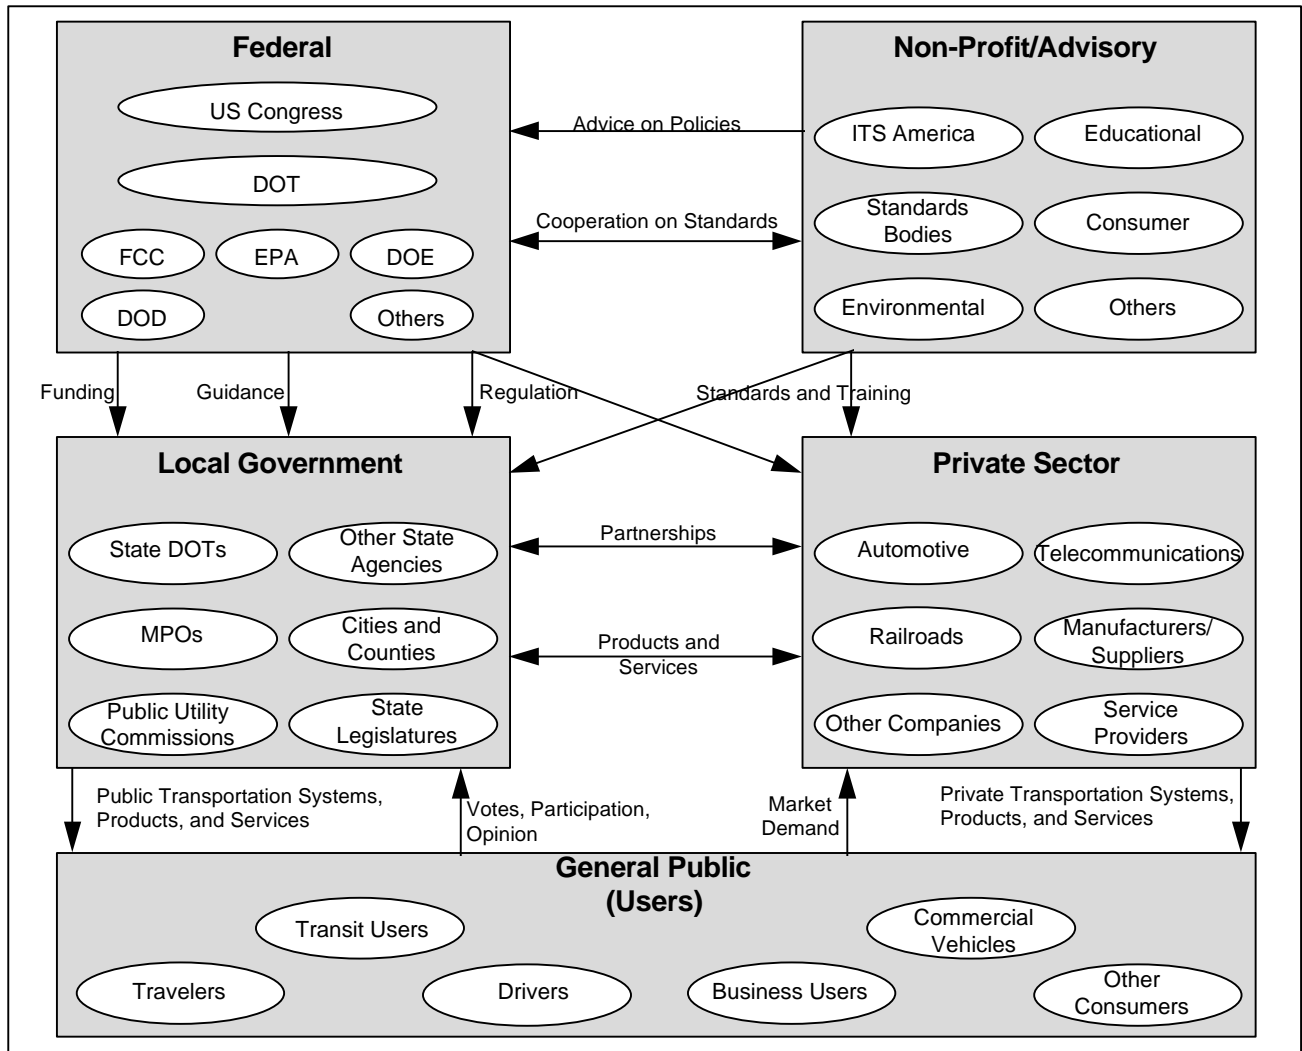 Federal
US Congress
DOT
FCC
EPA
DOE
DOD
Others
Advice on Policies
Cooperation on Standards
Non-Profit/Advisory
ITS America
Educational
Standards
Bodies
Consumer
Environmental
Others
Funding
Guidance
Regulation
Standards and Training
Local Government
State DOTs
Other State
Agencies
MPOs
Cities and
Counties
Public Utility
Commissions
State
Legislatures
Partnerships
Products and
Services
Private Sector
Automotive
Telecommunications
Railroads
Manufacturers/
Suppliers
Other Companies
Service
Providers
Public Transportation Systems,
Products, and Services
Votes, Participation,
Opinion
Market
Demand
Private Transportation Systems,
Products, and Services
General Public
(Users)
Transit Users
Commercial
Vehicles
Travelers
Drivers
Business Users
Other
Consumers